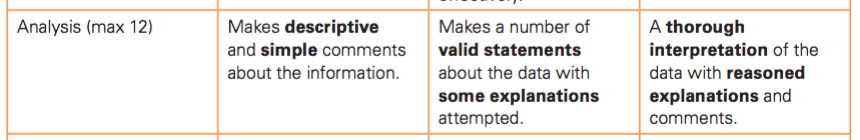 Analysis (max 12)
Makes descriptive
and simple comments
about the information.
Makes a number of
valid statements
about the data with
some explanations
attempted.
A thorough
interpretation of the
data with reasoned
explanations and
comments.